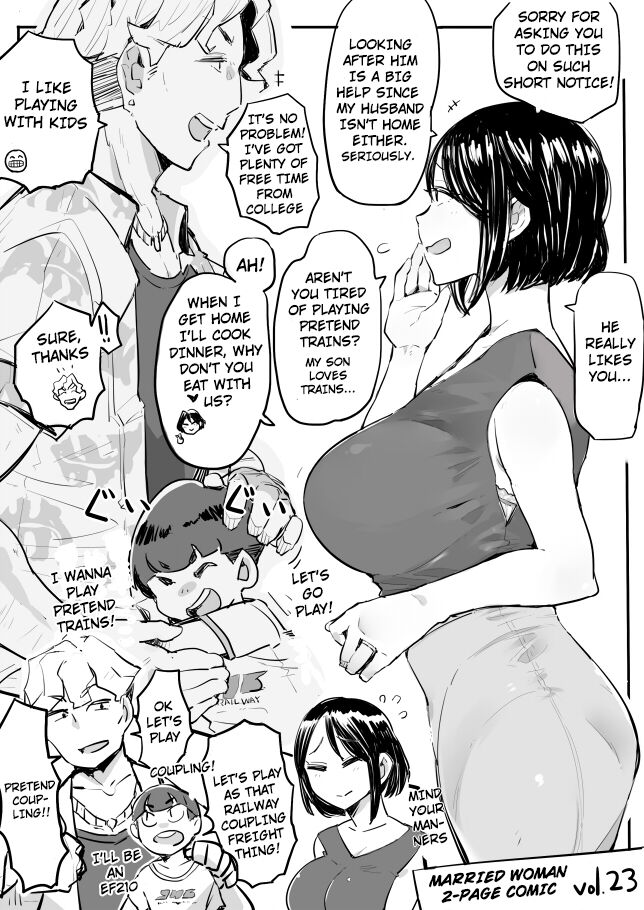 SORRY FOR
ASKING YOU
TO DO THIS
ON SUCH
SHORT NOTICE!
LOOKING
AFTER HIM
IS A BIG
HELP SINCE
MY HUSBAND
ISN'T HOME
EITHER.
SERIOUSLY.
IT'S NO
PROBLEM!
I'VE GOT
PLENTY OF
FREE TIME
FROM
COLLEGE
I LIKE
PLAYING
WITH KIDS
HE
REALLY
LIKES
YOU...
AREN'T
YOU TIRED
OF PLAYING
PRETEND
TRAINS?
MY SON
LOVES
TRAINS...
AH!
WHEN I
GET HOME
I'LL COOK
DINNER, WHY
DON'T YOU
EAT WITH
US?
♥
!!
SURE,
THANKS
ぐい
ぐい
LET'S
GO
PLAY!
I WANNA
PLAY
PRETEND
TRAINS!
RAILWAY
OK
LET'S
PLAY
COUPLING!
PRETEND
COUP-
LING!!
LET'S PLAY
AS THAT
RAILWAY
COUPLING
FREIGHT
THING!
I'LL BE
AN
EF210
MIND
YOUR
MAN-
NERS
MARRIED WOMAN
2-PAGE COMIC
vol.23